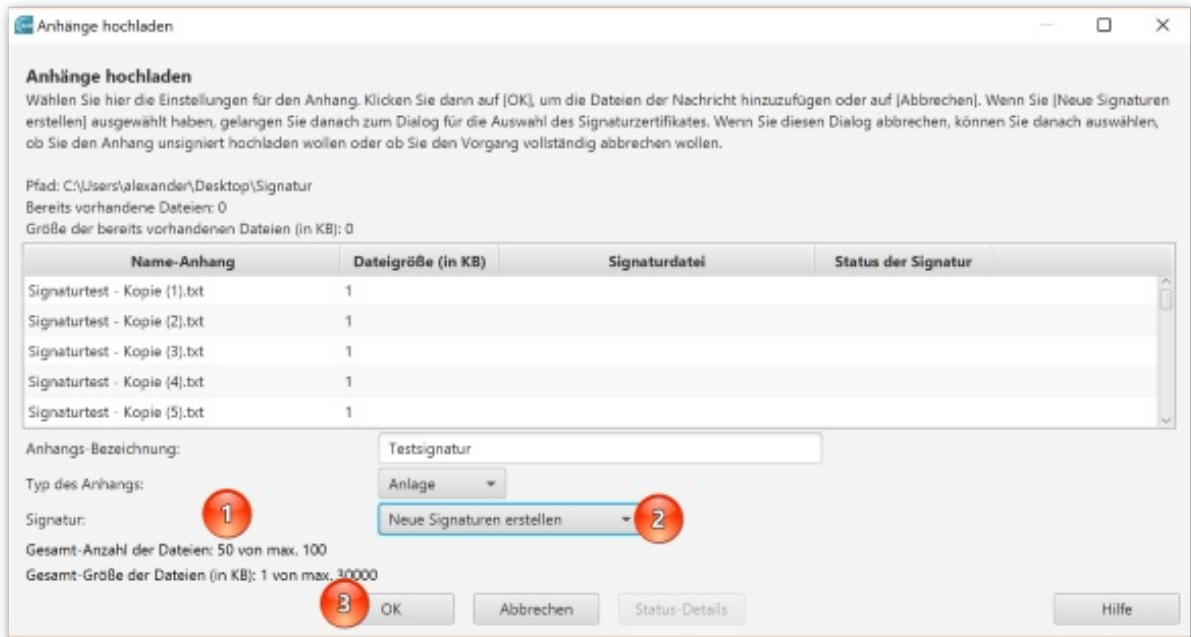 Anhänge hochladen
Anhänge hochladen
Wählen Sie hier die Einstellungen für den Anhang. Klicken Sie dann auf [OK], um die Dateien der Nachricht hinzuzufügen oder auf [Abbrechen]. Wenn Sie [Neue Signaturen
erstellen] ausgewählt haben, gelangen Sie danach zum Dialog für die Auswahl des Signaturzertifikates. Wenn Sie diesen Dialog abbrechen, können Sie danach auswählen,
ob Sie den Anhang unsigniert hochladen wollen oder ob Sie den Vorgang vollständig abbrechen wollen.
Pfad: C:\Users\alexander\Desktop\Signatur
Bereits vorhandene Dateien: 0
Größe der bereits vorhandenen Dateien (in KB): 0
Name-Anhang Dateigröße (in KB) Signaturdatei Status der Signatur
Signaturtest - Kopie (1).txt 1
Signaturtest - Kopie (2).txt 1
Signaturtest - Kopie (3).txt 1
Signaturtest - Kopie (4).txt 1
Signaturtest - Kopie (5).txt 1
Anhangs-Bezeichnung: Testsignatur
Typ des Anhangs: Anlage
Signatur: 1 Neue Signaturen erstellen 2
Gesamt-Anzahl der Dateien: 50 von max. 100
Gesamt-Größe der Dateien (in KB): 1 von max. 30000
3 OK Abbrechen Status-Details Hilfe